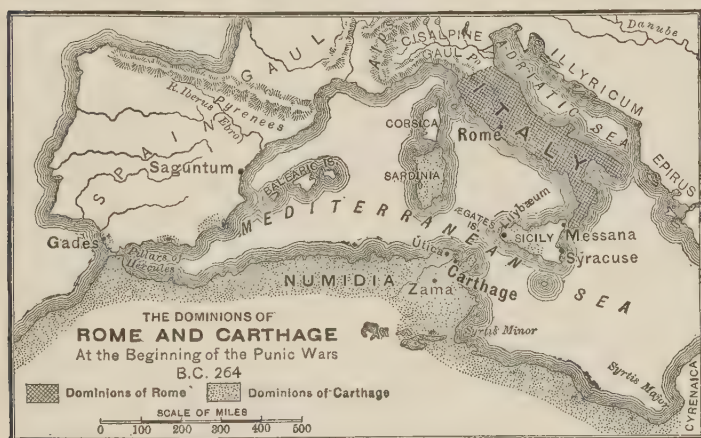 Danube
GAUL
ALPS
CISALPINE
GAUL
Po
ILLYRICUM
ADRIATIC SEA
R. Iberus (Ebro)
Pyrenees
ITALY
CORSICA
Rome
SPAIN
Saguntum
BALEARIC IS.
SARDINIA
EPIRUS
MEDITERRANEAN SEA
ÆGATES
IS.
Lilybæum
SICILY
Messana
Syracuse
Gades
Pillars of
Hercules
Utica
Carthage
NUMIDIA
Zama
Syrtis Minor
Syrtis Major
CYRENAICA
THE DOMINIONS OF
ROME AND CARTHAGE
At the Beginning of the Punic Wars
B.C. 264
Dominions of Rome
Dominions of Carthage
SCALE OF MILES
0 100 200 300 400 500